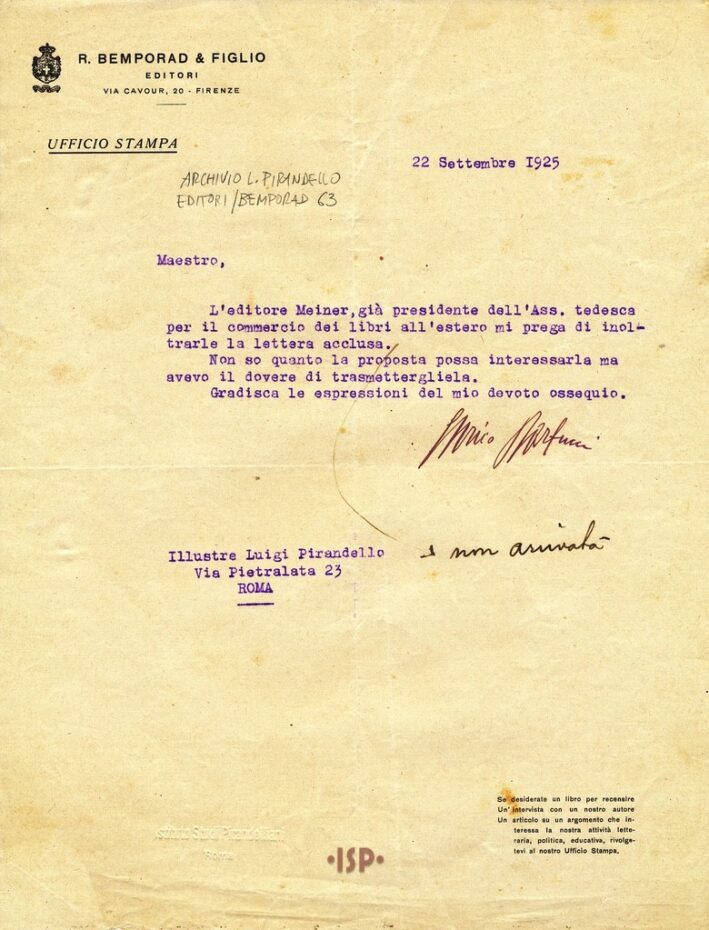 R. BEMPORAD & FIGLIO
EDITORI
VIA CAVOUR, 20 - FIRENZE
UFFICIO STAMPA
22 Settembre 1925
ARCHIVIO L. PIRANDELLO
EDITORI/BEMPORAD 63
Maestro,
L'editore Meiner,già presidente dell'Ass. tedesca
per il commercio dei libri all'estero mi prega di inol-
trarle la lettera acclusa.
Non so quanto la proposta possa interessarla ma
avevo il dovere di trasmettergliela.
Gradisca le espressioni del mio devoto ossequio.
non arrivata
Illustre Luigi Pirandello
Via Pietralata 23
ROMA
Se desiderate un libro per recensire
Un'intervista con un nostro autore
Un articolo su un argomento che in-
teressa la nostra attività lette-
raria, politica, educativa, rivolge-
tevi al nostro Ufficio Stampa.
Roma
·ISP·